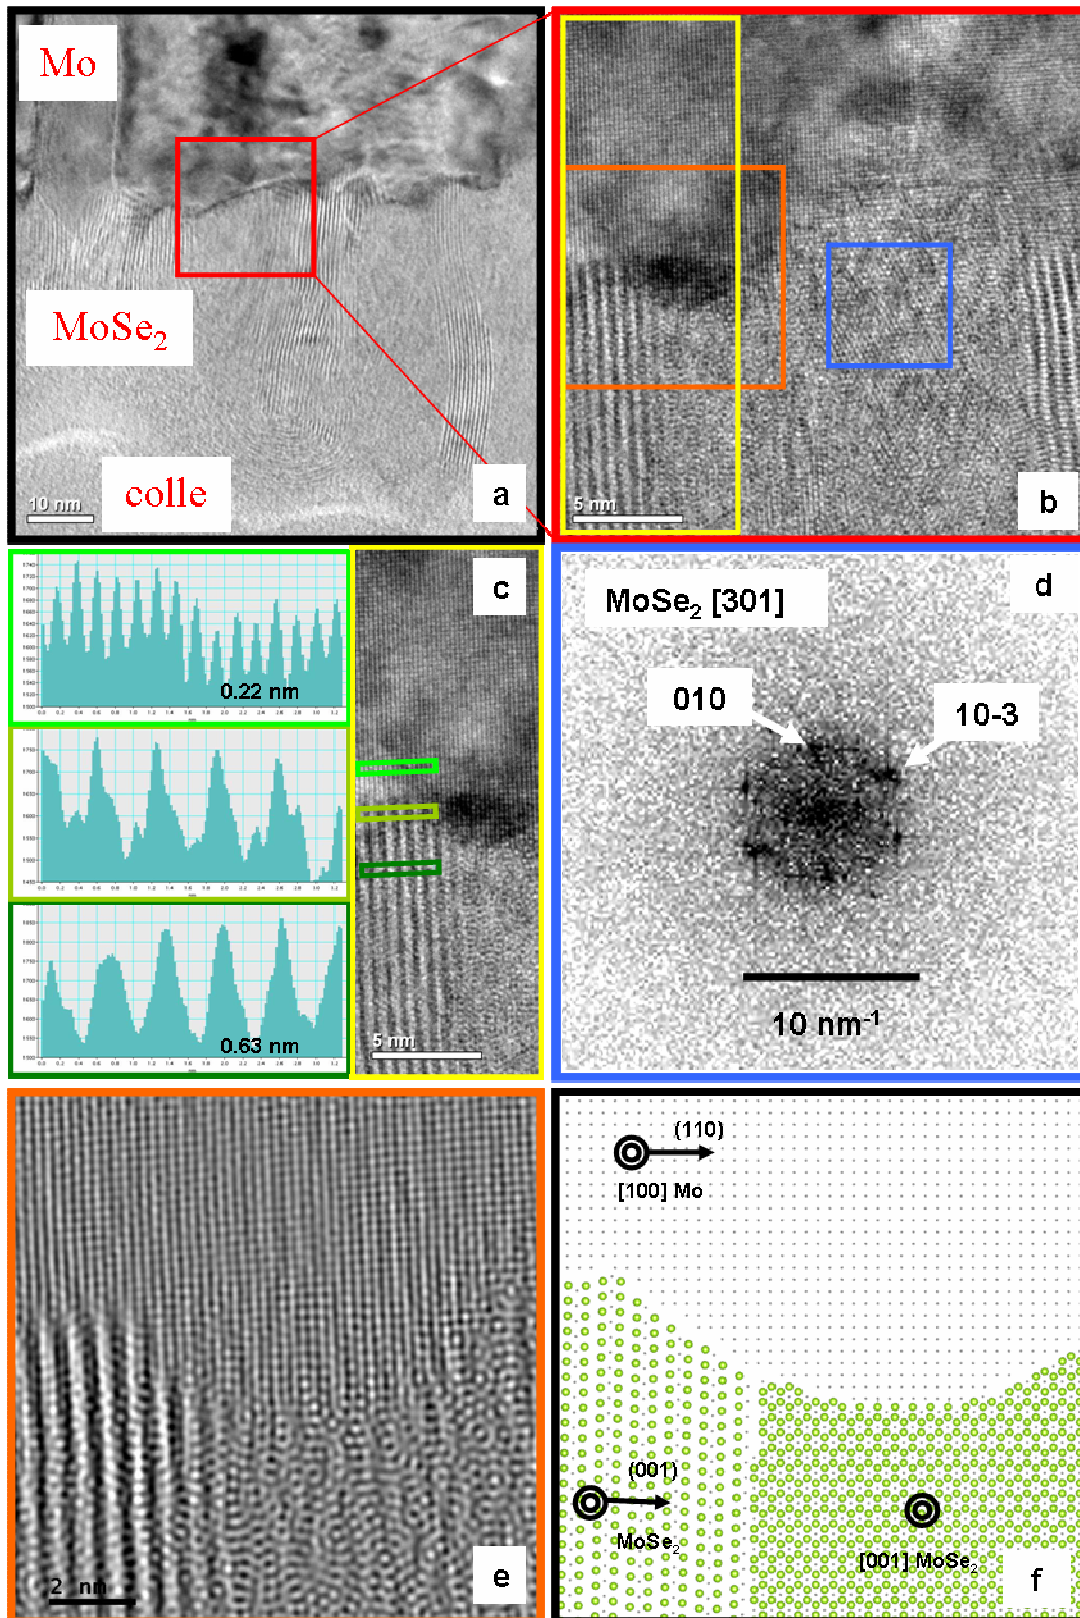 Mo
MoSe2
colle
10 nm
a
5 nm
b
0.22 nm
0.63 nm
c
5 nm
MoSe2 [301]
d
010
10-3
10 nm-1
2 nm
e
(110)
[100] Mo
(001)
MoSe2
[001] MoSe2
f